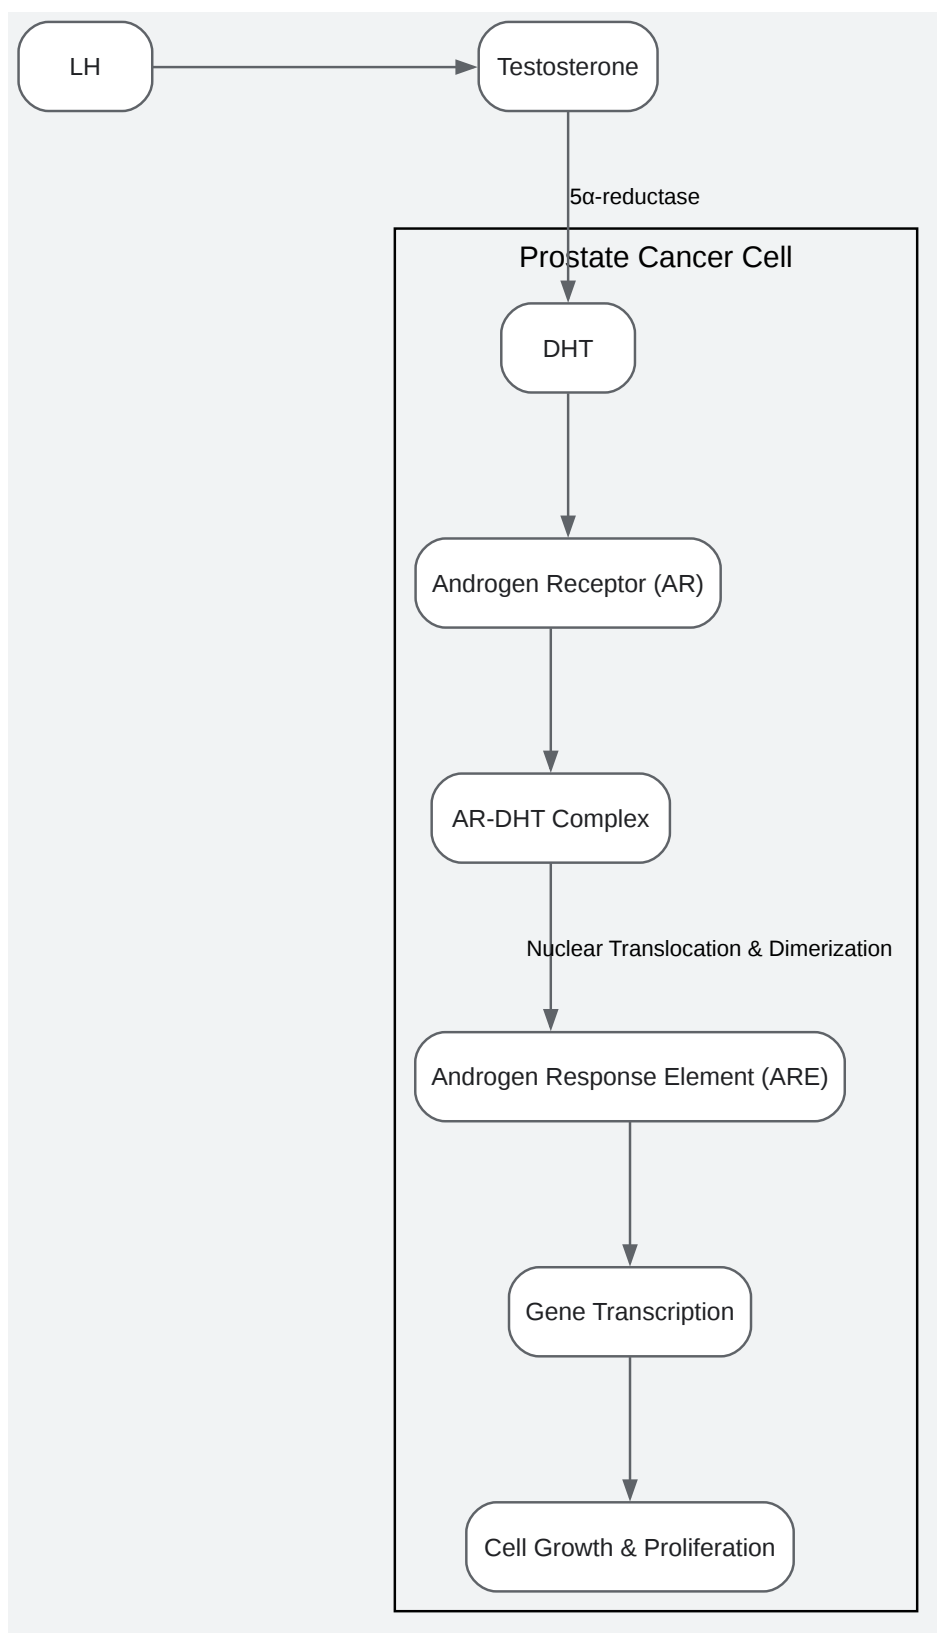 LH
Testosterone
5α-reductase
Prostate Cancer Cell
DHT
Androgen Receptor (AR)
AR-DHT Complex
Nuclear Translocation & Dimerization
Androgen Response Element (ARE)
Gene Transcription
Cell Growth & Proliferation